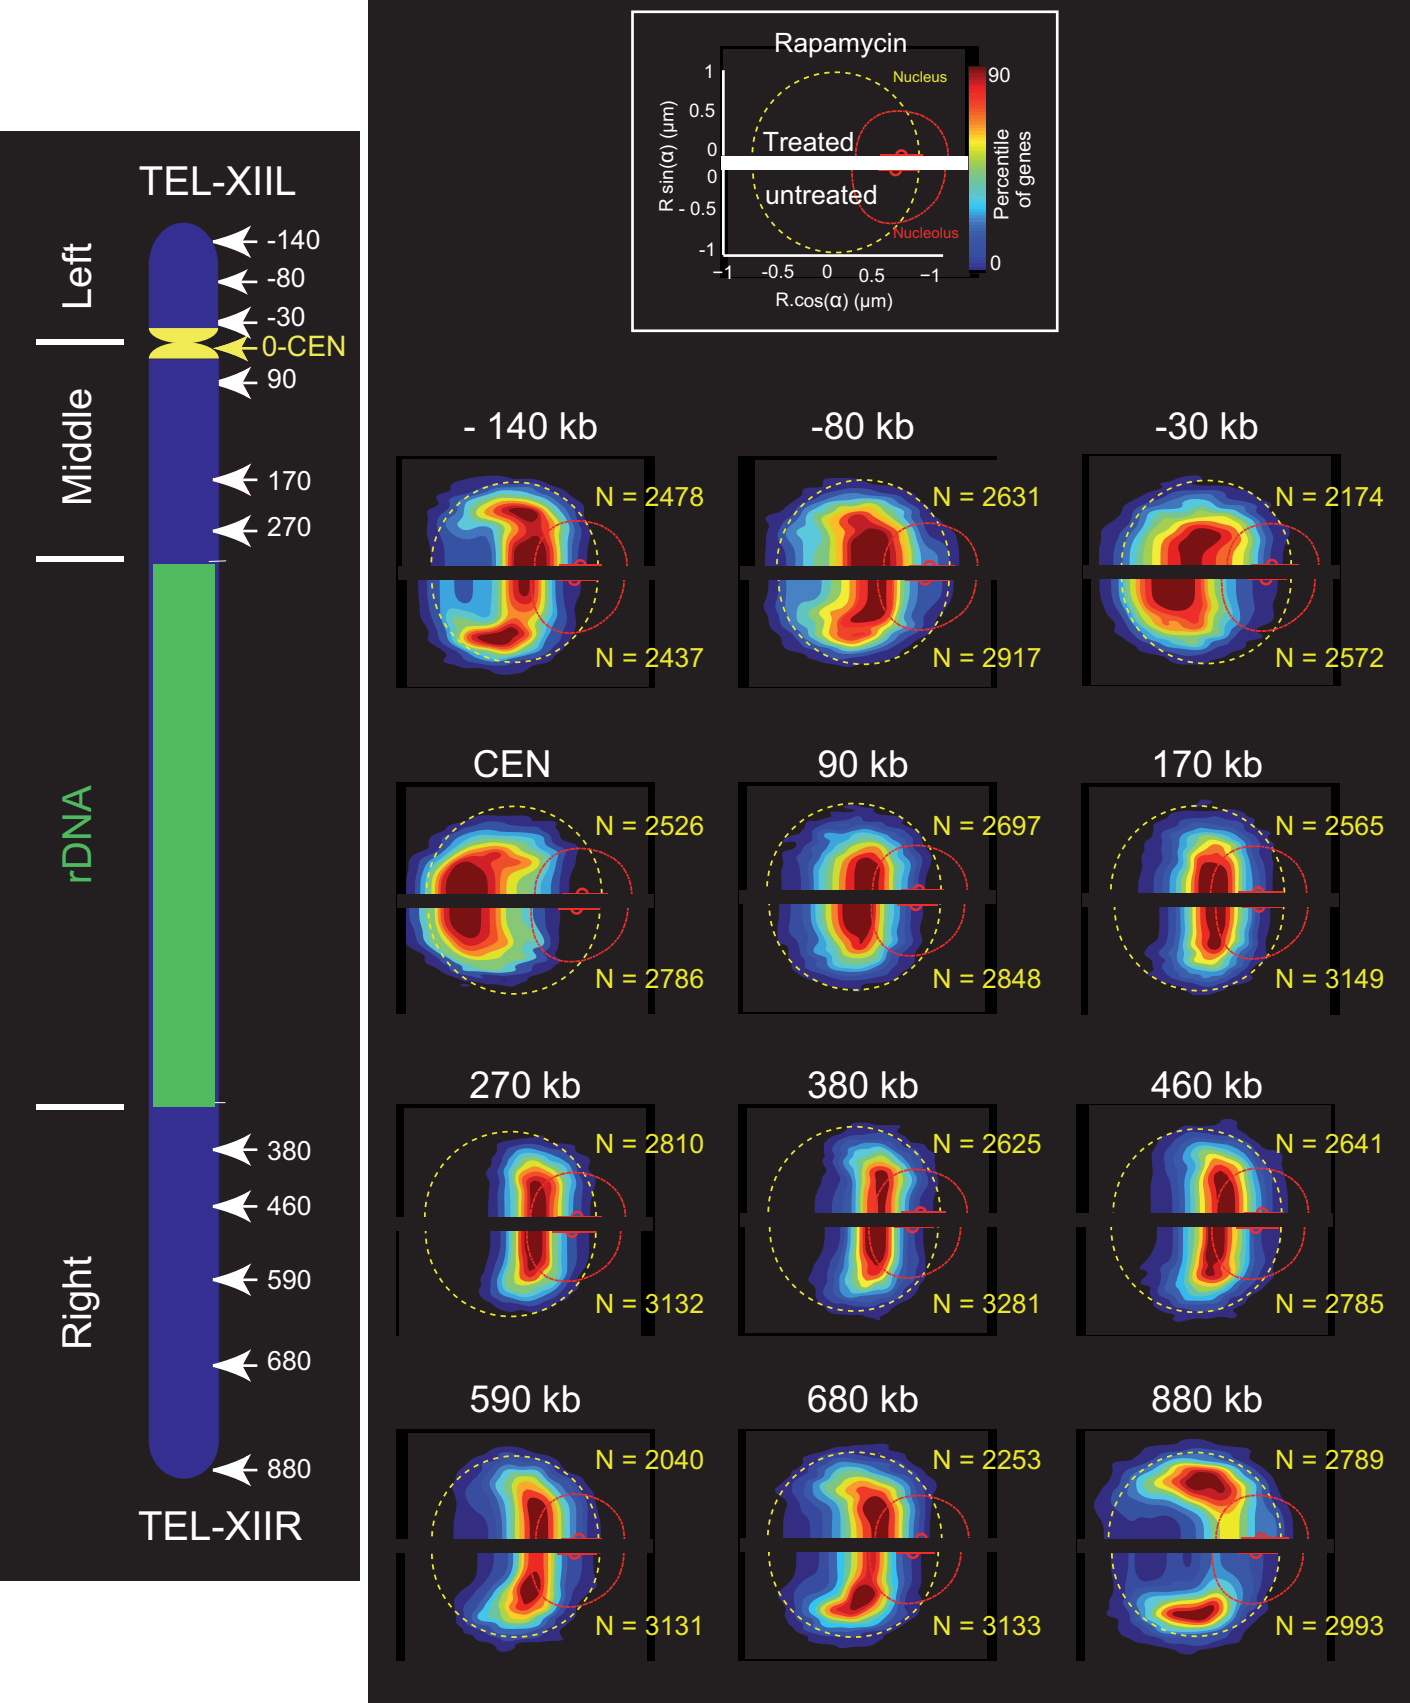 TEL-XIIL
Left
-140
-80
-30
0-CEN
Middle
90
170
270
rDNA
Right
380
460
590
680
880
TEL-XIIR
Rapamycin
Nucleus
90
1
0.5
0
0
- 0.5
-1
R sin(α) (μm)
Treated
untreated
Nucleolus
Percentile
of genes
0
−1 -0.5 0 0.5 −1
R.cos(α) (μm)
- 140 kb -80 kb -30 kb
N = 2478 N = 2631 N = 2174
N = 2437 N = 2917 N = 2572
CEN 90 kb 170 kb
N = 2526 N = 2697 N = 2565
N = 2786 N = 2848 N = 3149
270 kb 380 kb 460 kb
N = 2810 N = 2625 N = 2641
N = 3132 N = 3281 N = 2785
590 kb 680 kb 880 kb
N = 2040 N = 2253 N = 2789
N = 3131 N = 3133 N = 2993